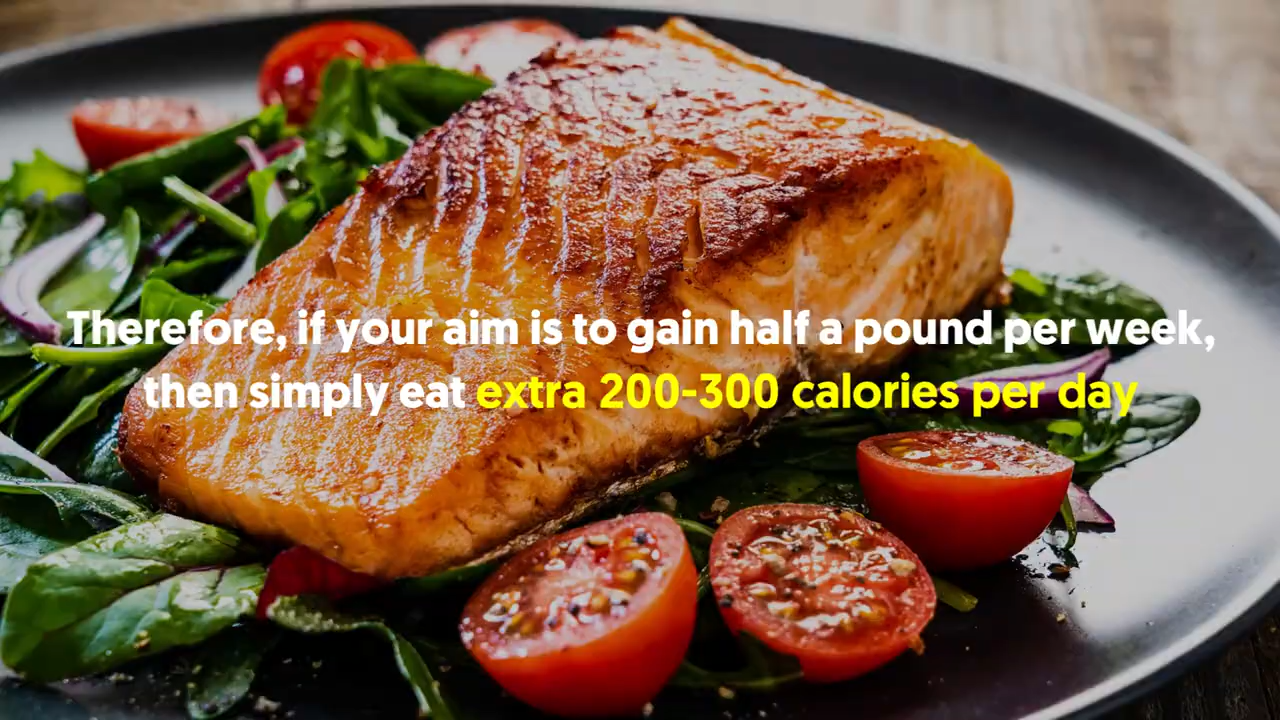 Therefore, if your aim is to gain half a pound per week,
then simply eat extra 200-300 calories per day